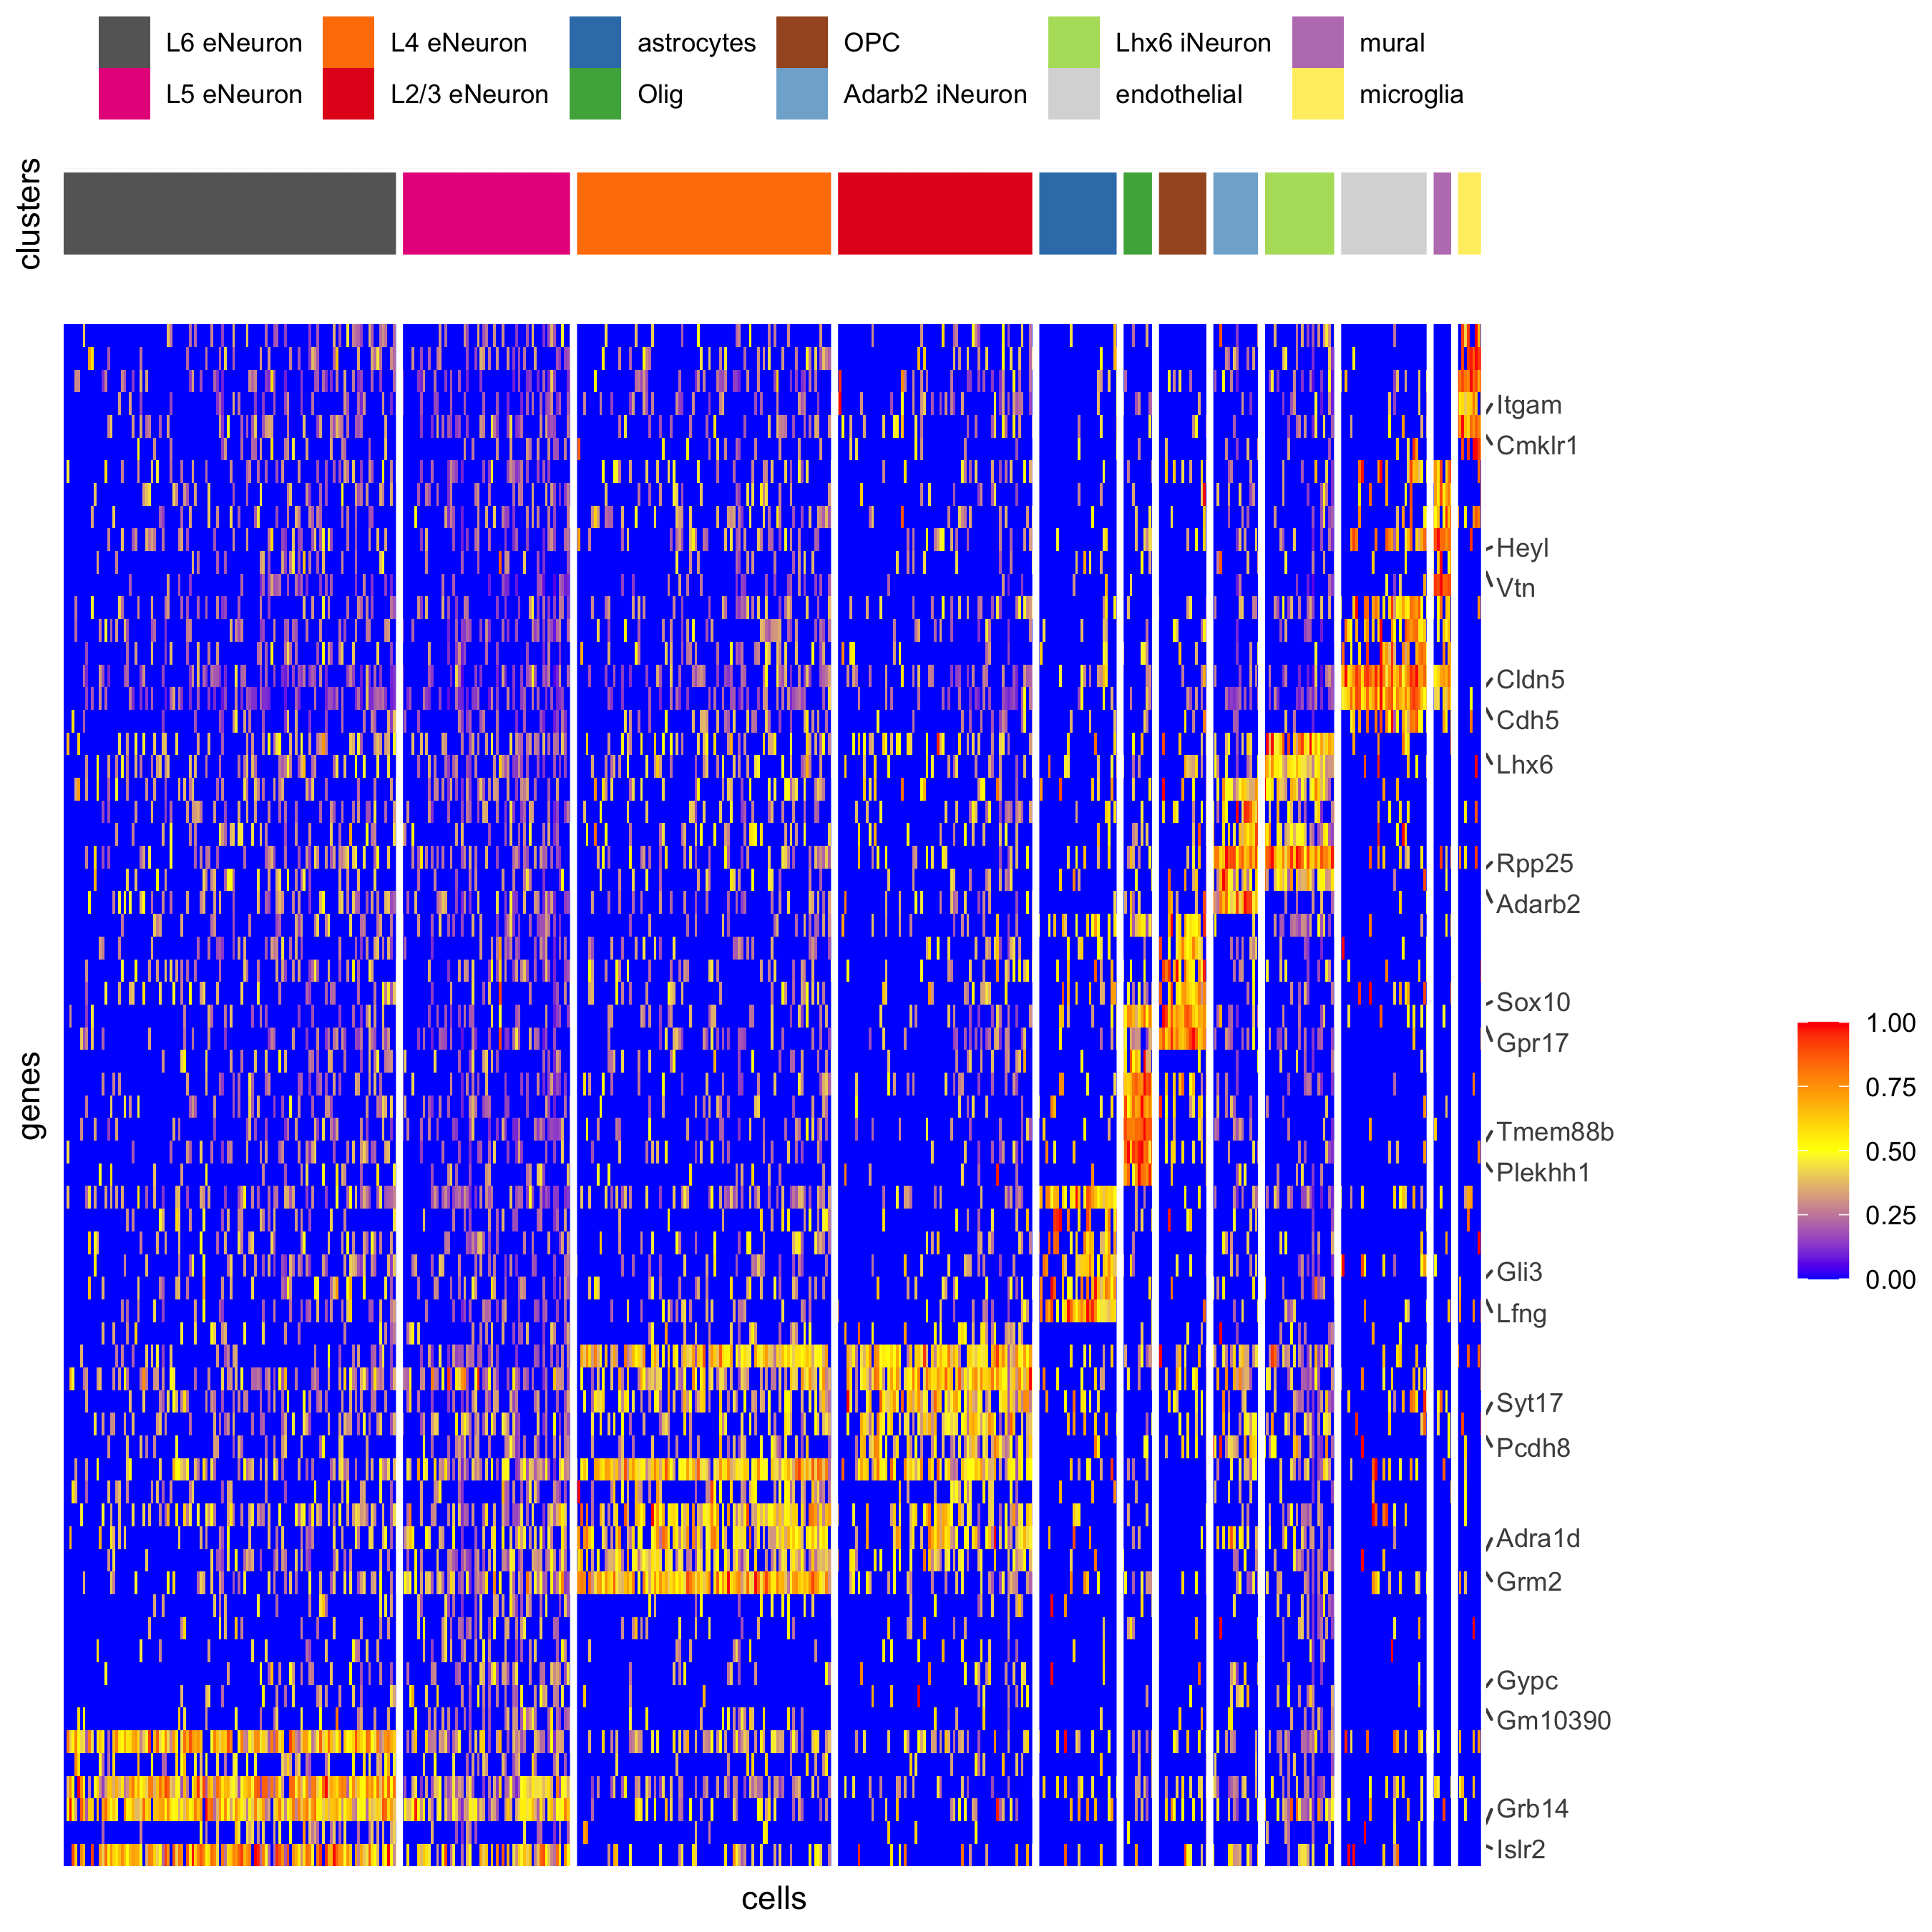 L6 eNeuron L4 eNeuron astrocytes OPC Lhx6 iNeuron mural
L5 eNeuron L2/3 eNeuron Olig Adarb2 iNeuron endothelial microglia
clusters
genes
Itgam
Cmklr1
Heyl
Vtn
Cldn5
Cdh5
Lhx6
Rpp25
Adarb2
Sox10
Gpr17
Tmem88b
Plekhh1
Gli3
Lfng
Syt17
Pcdh8
Adra1d
Grm2
Gypc
Gm10390
Grb14
Islr2
1.00
0.75
0.50
0.25
0.00
cells